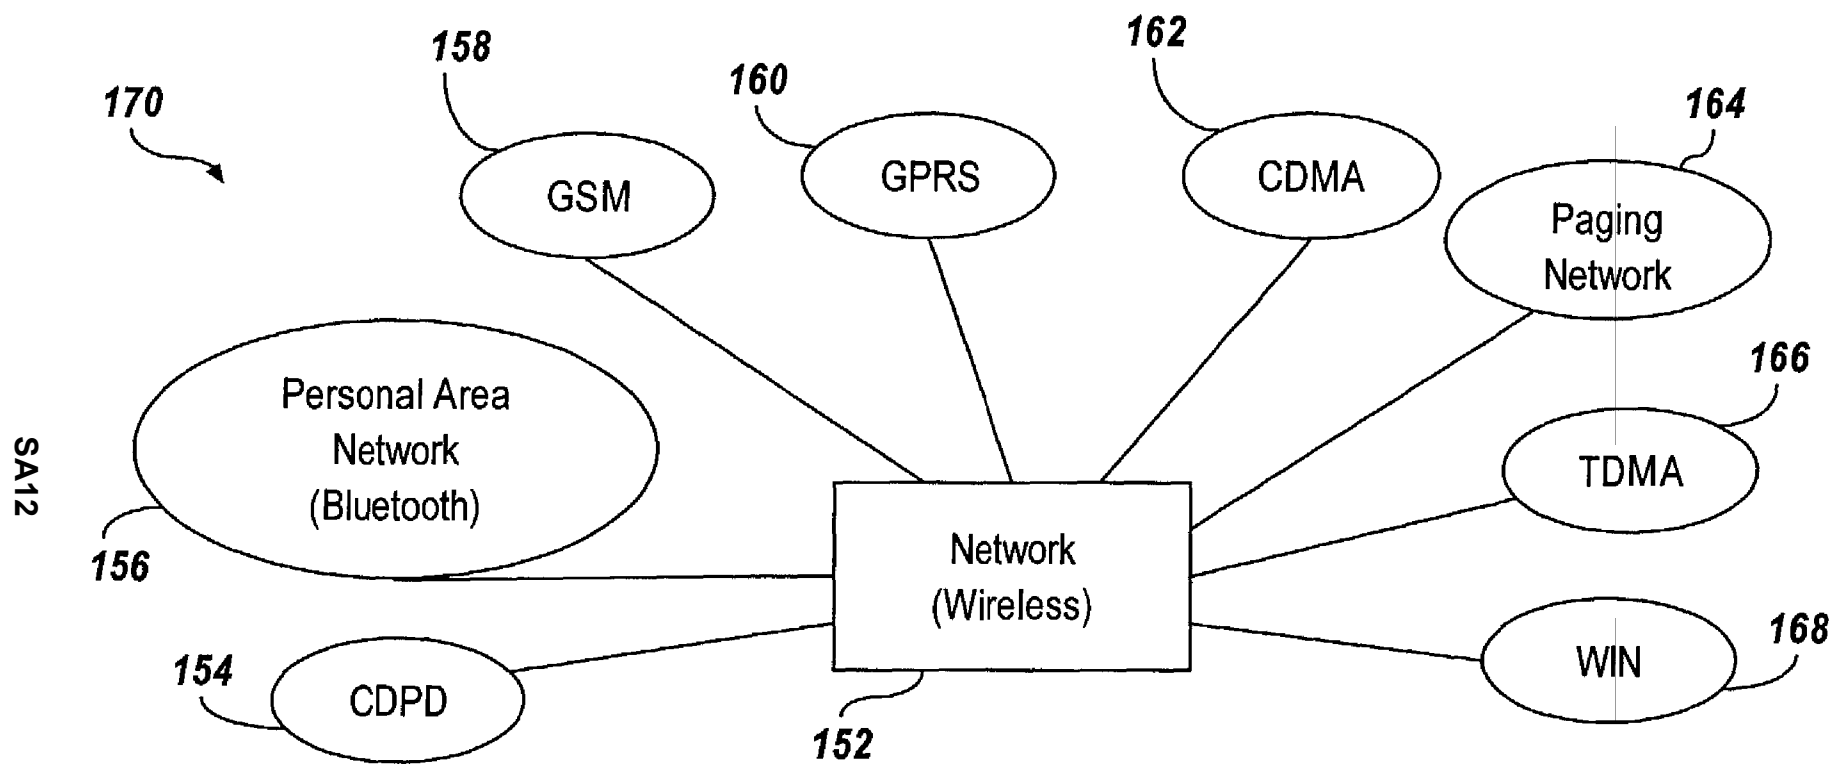 158
162
160
170
164
GSM
GPRS
CDMA
Paging
Network
166
Personal Area
Network
(Bluetooth)
TDMA
SA12
156
Network
(Wireless)
168
WIN
154
CDPD
152